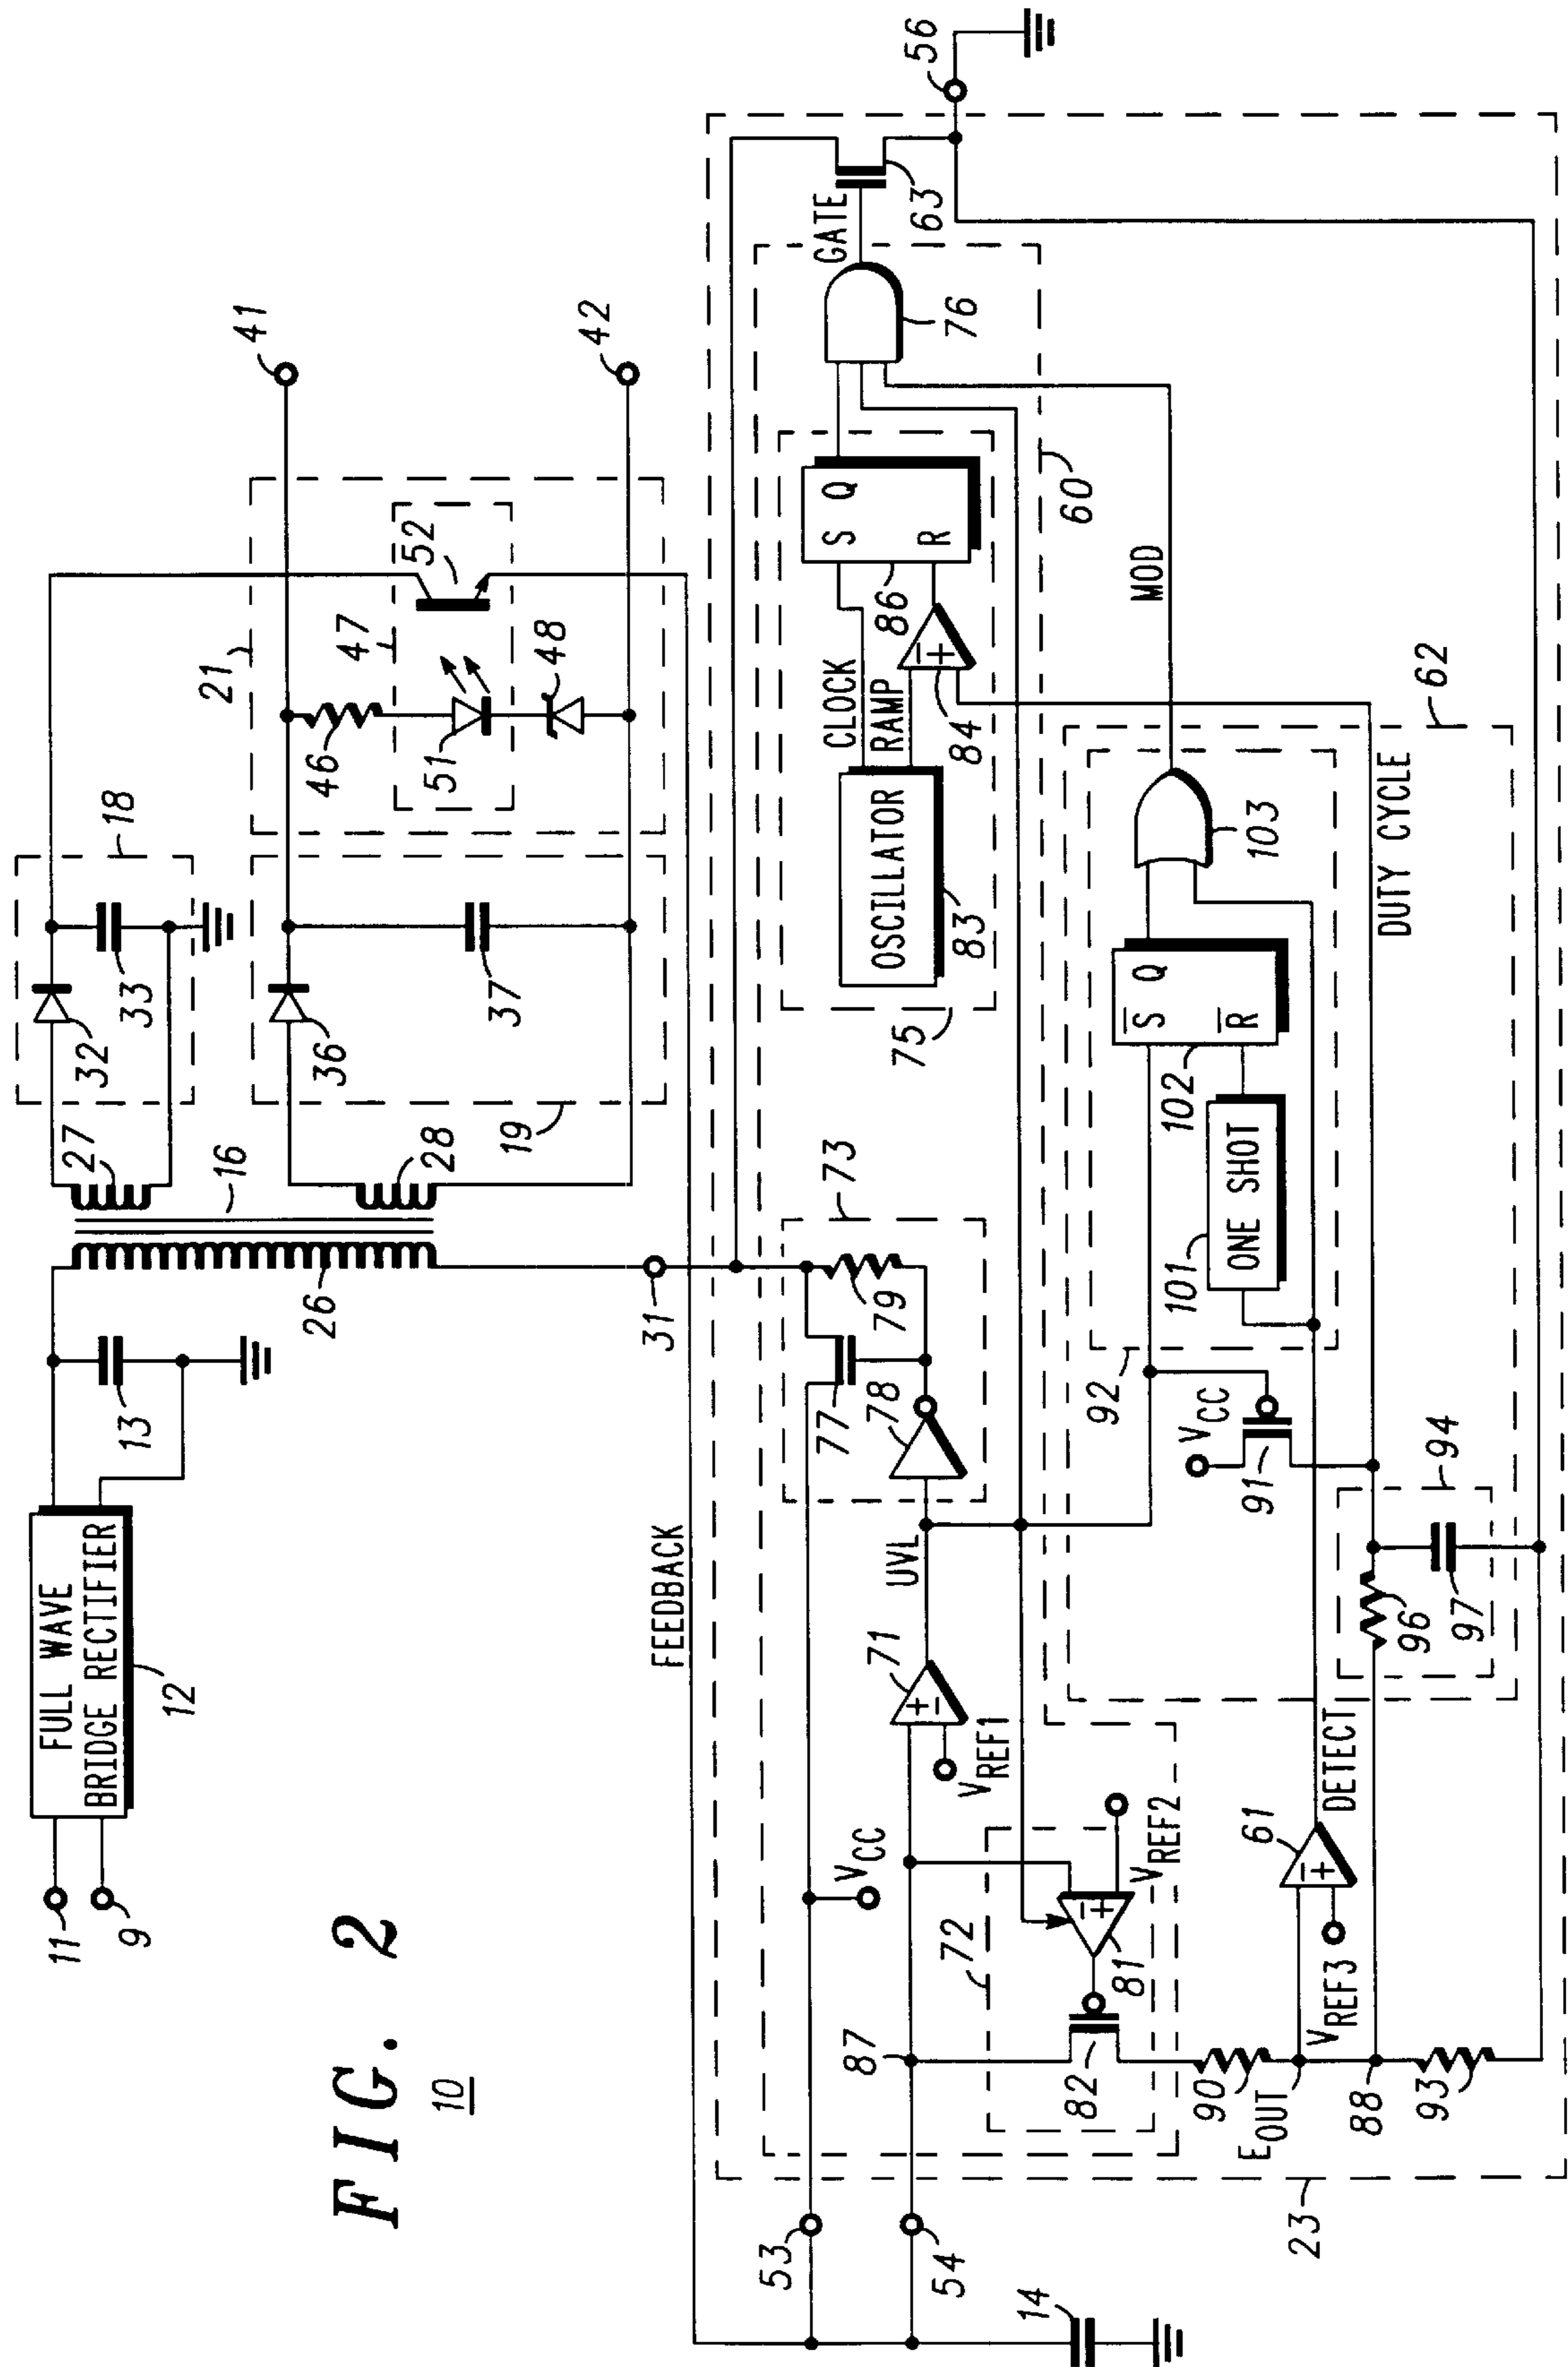 FIG. 2
10
11
9
FULL WAVE
BRIDGE RECTIFIER
12
13
26
16
27
28
32
33
18
36
37
19
21
46
47
51
52
48
41
42
31
FEEDBACK
53
54
14
23
87
VCC
71
VREF1
UVL
73
77
78
79
72
81
82
VREF2
90
EOUT
88
93
61
VREF3
DETECT
75
OSCILLATOR
83
CLOCK
RAMP
84
S Q
R
86
76
GATE
63
56
60
MOD
62
92
VCC
91
101
ONE SHOT
102
S Q
R
103
DUTY CYCLE
94
96
97
+
−
−
+
−
+
−
+